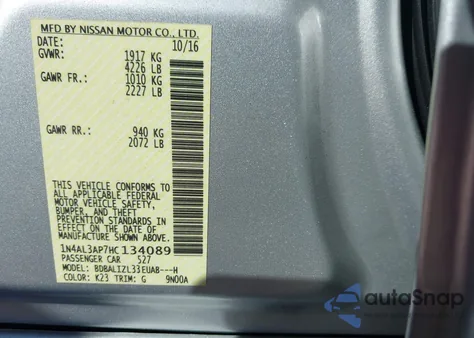 MFD BY NISSAN MOTOR CO., LTD.
DATE: 10/16
GVWR: 1917 KG
4226 LB
GAWR FR.: 1010 KG
2227 LB
GAWR RR.: 940 KG
2072 LB
THIS VEHICLE CONFORMS TO
ALL APPLICABLE FEDERAL
MOTOR VEHICLE SAFETY,
BUMPER, AND THEFT
PREVENTION STANDARDS IN
EFFECT ON THE DATE OF
MANUFACTURE SHOWN ABOVE.
1N4AL3AP7HC134089
PASSENGER CAR 527
MODEL: BDBALIZL33EUAB---H
COLOR: K23 TRIM: G 9N00A
autoSnap